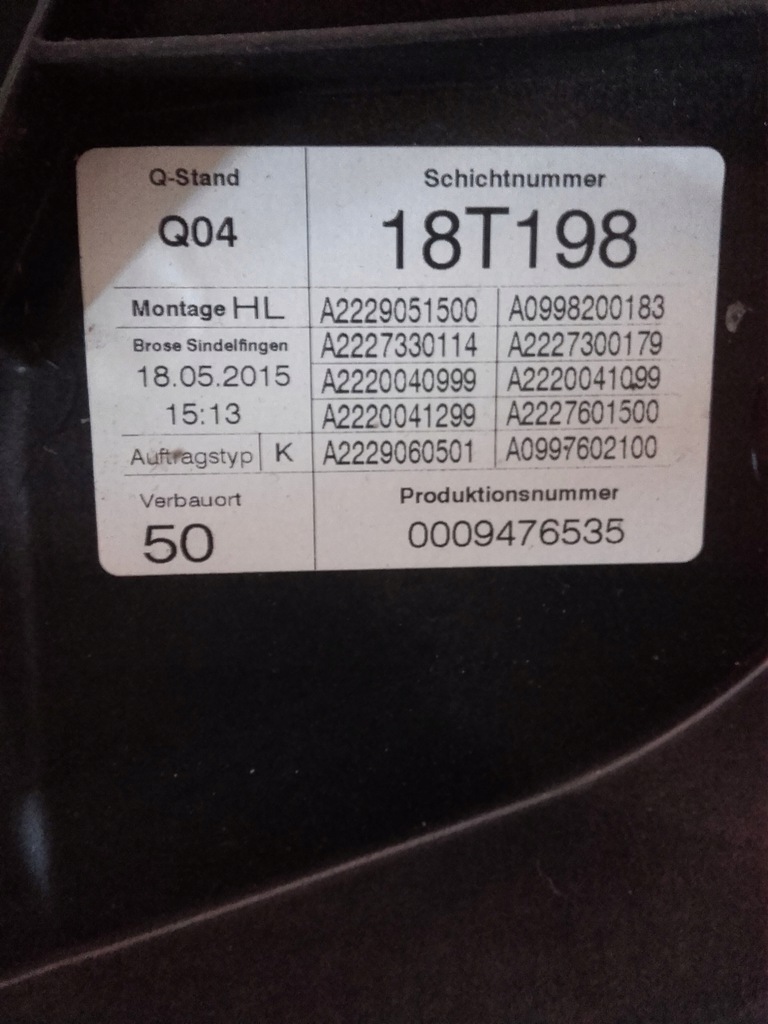 Q-Stand
Q04
Schichtnummer
18T198
Montage HL
Brose Sindelfingen
18.05.2015
15:13
Auftragstyp K
A2229051500 A0998200183
A2227330114 A2227300179
A2220040999 A2220041099
A2220041299 A2227601500
A2229060501 A0997602100
Verbauort
50
Produktionsnummer
0009476535